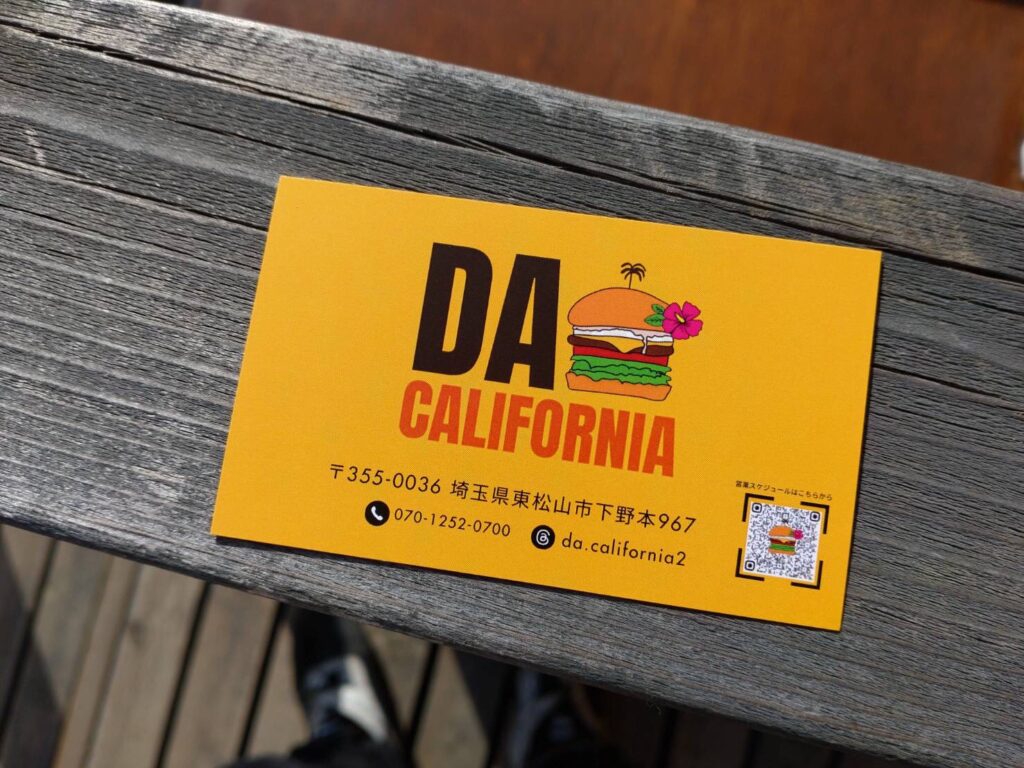 DA
CALIFORNIA
〒355-0036 埼玉県東松山市下野本967
070-1252-0700 da.california2
営業スケジュールはこちらから